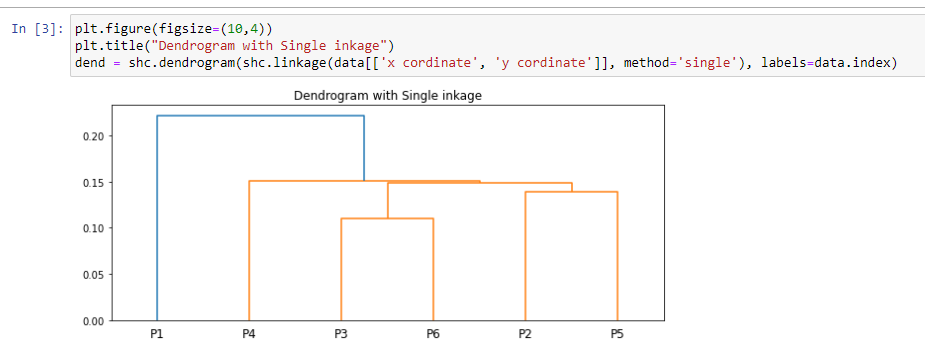 In [3]: plt.figure(figsize=(10,4))
plt.title("Dendrogram with Single inkage")
dend = shc.dendrogram(shc.linkage(data[['x cordinate', 'y cordinate']], method='single'), labels=data.index)
Dendrogram with Single inkage
0.20
0.15
0.10
0.05
0.00
P1 P4 P3 P6 P2 P5